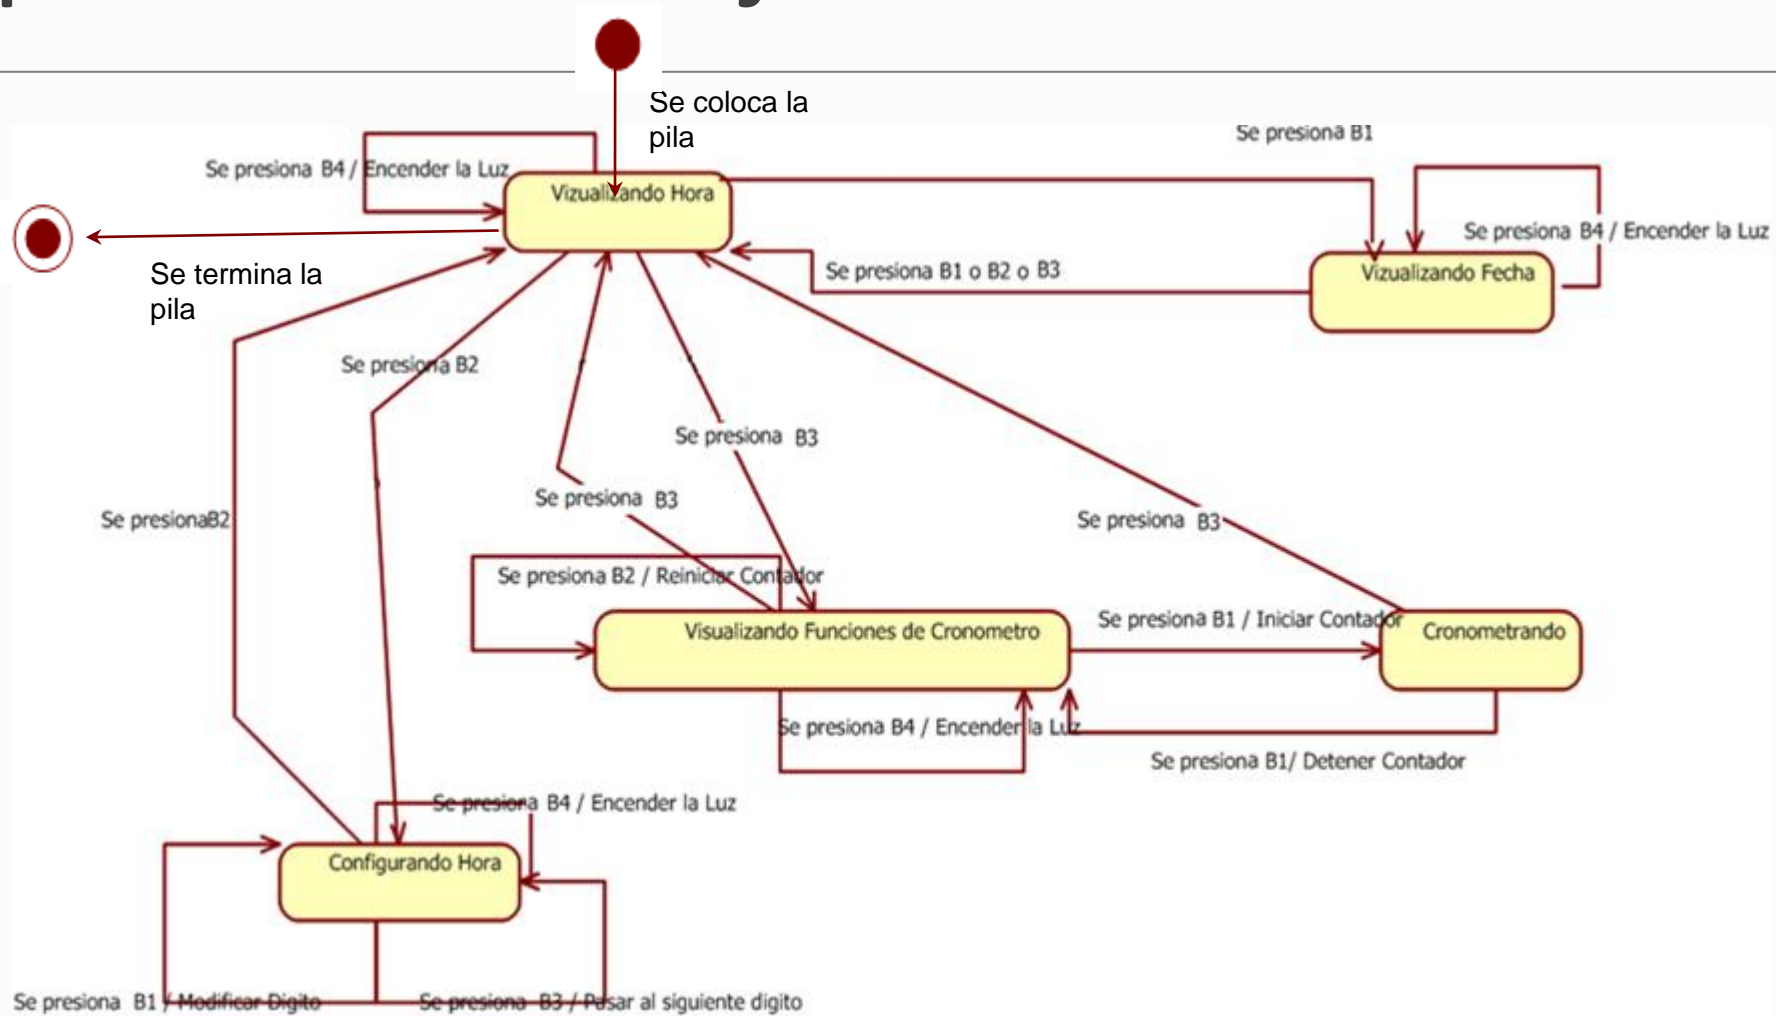 Se coloca la
pila
Se presiona B1
Se presiona B4 / Encender la Luz
Vizualizando Hora
Se presiona B4 / Encender la Luz
Se presiona B1 o B2 o B3
Vizualizando Fecha
Se termina la
pila
Se presiona B2
Se presiona B3
Se presiona B3
Se presionaB2
Se presiona B3
Se presiona B2 / Reiniciar Contador
Se presiona B1 / Iniciar Contador
Visualizando Funciones de Cronometro
Cronometrando
Se presiona B4 / Encender la Luz
Se presiona B1/ Detener Contador
Se presiona B4 / Encender la Luz
Configurando Hora
Se presiona B1 / Modificar Digito
Se presiona B3 / Pasar al siguiente digito